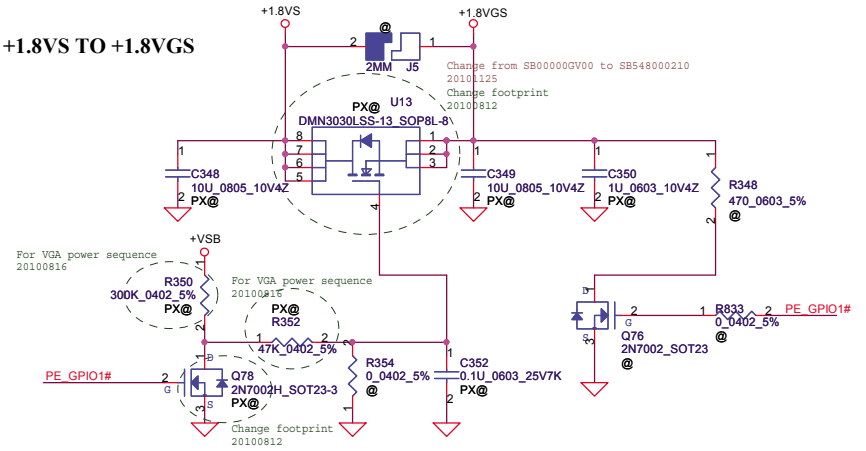 +1.8VS TO +1.8VGS
+1.8VS
+1.8VGS
@
2
1
2MM
J5
Change from SB00000GV00 to SB548000210
20101125
Change footprint
20100812
PX@
U13
DMN3030LSS-13_SOP8L-8
8
7
6
5
1
2
3
4
1
C348
10U_0805_10V4Z
2
PX@
1
C349
10U_0805_10V4Z
2
PX@
1
C350
1U_0603_10V4Z
2
PX@
1
R348
470_0603_5%
2
@
+VSB
For VGA power sequence
20100816
1
R350
300K_0402_5%
PX@
2
For VGA power sequence
20100816
PX@
R352
1
2
47K_0402_5%
2
R354
0_0402_5%
@
1
1
C352
0.1U_0603_25V7K
PX@
2
PE_GPIO1#
2
G
1
D
3
S
Q78
2N7002H_SOT23-3
PX@
Change footprint
20100812
D
1
S
3
G
2
Q76
2N7002_SOT23
@
1
R833
2
0_0402_5%
@
PE_GPIO1#